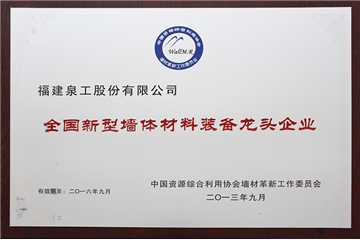 WallM.R
福建泉工股份有限公司
全国新型墙体材料装备龙头企业
中国资源综合利用协会墙材革新工作委员会
有效期至：二〇一六年九月
二〇一三年九月